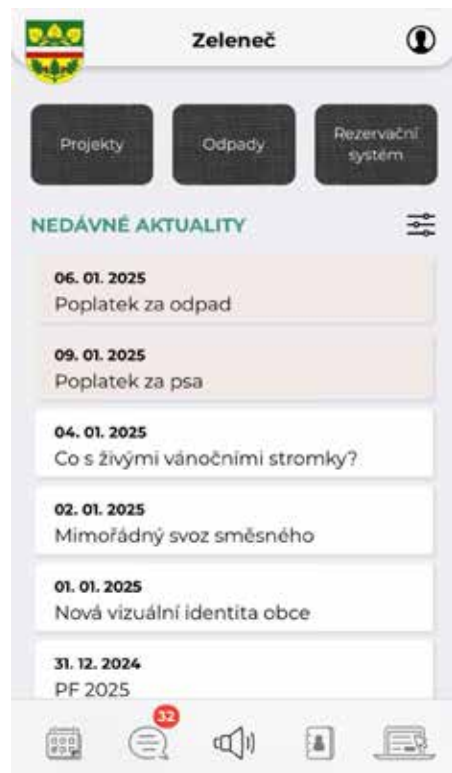 Zeleneč
Projekty
Odpady
Rezervační
systém
NEDÁVNÉ AKTUALITY
06. 01. 2025
Poplatek za odpad
09. 01. 2025
Poplatek za psa
04. 01. 2025
Co s živými vánočními stromky?
02. 01. 2025
Mimořádný svoz směsného
01. 01. 2025
Nová vizuální identita obce
31. 12. 2024
PF 2025
32